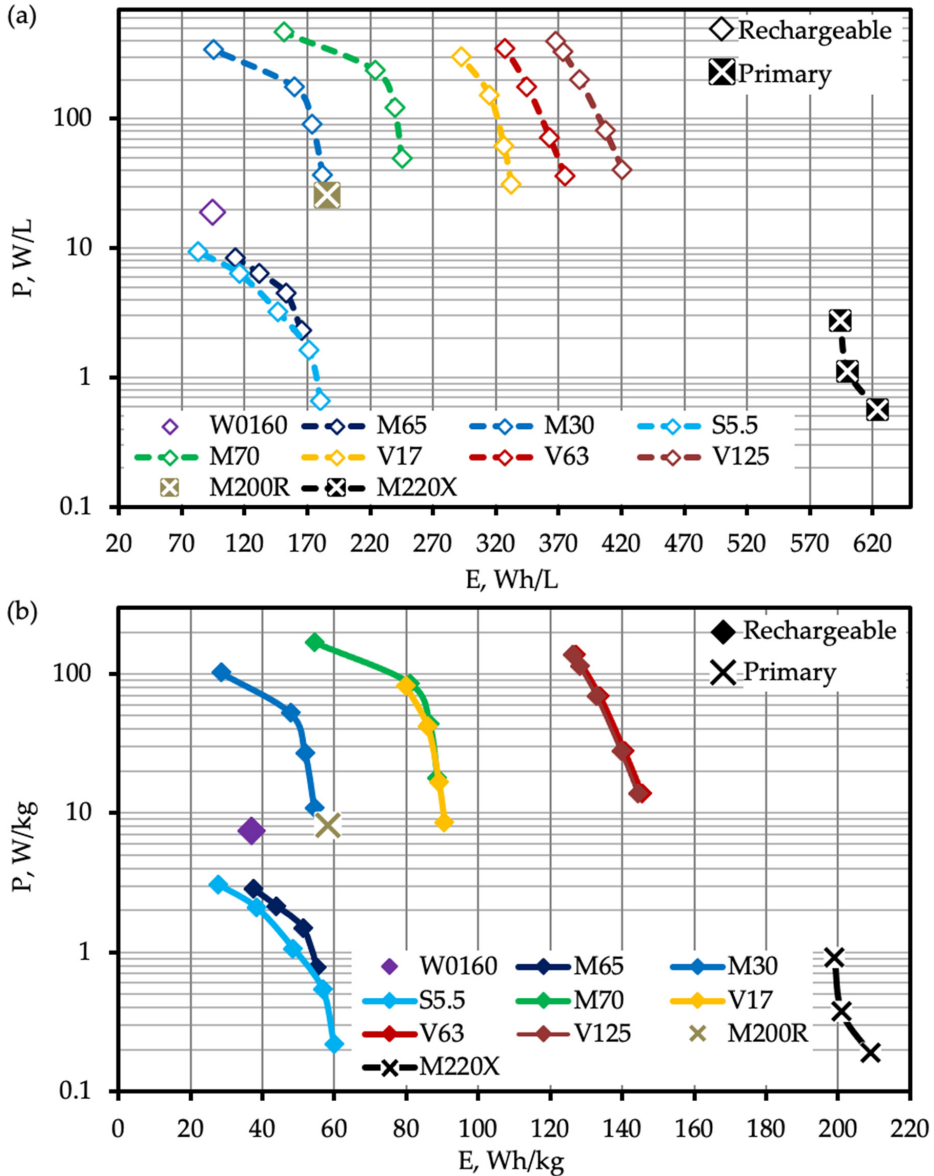 (a)
Rechargeable
Primary
100
10
1
0.1
P, W/L
W0160 M65 M30 S5.5
M70 V17 V63 V125
M200R M220X
20 70 120 170 220 270 320 370 420 470 520 570 620
E, Wh/L
(b)
Rechargeable
Primary
100
10
1
0.1
P, W/kg
W0160 M65 M30
S5.5 M70 V17
V63 V125 M200R
M220X
0 20 40 60 80 100 120 140 160 180 200 220
E, Wh/kg